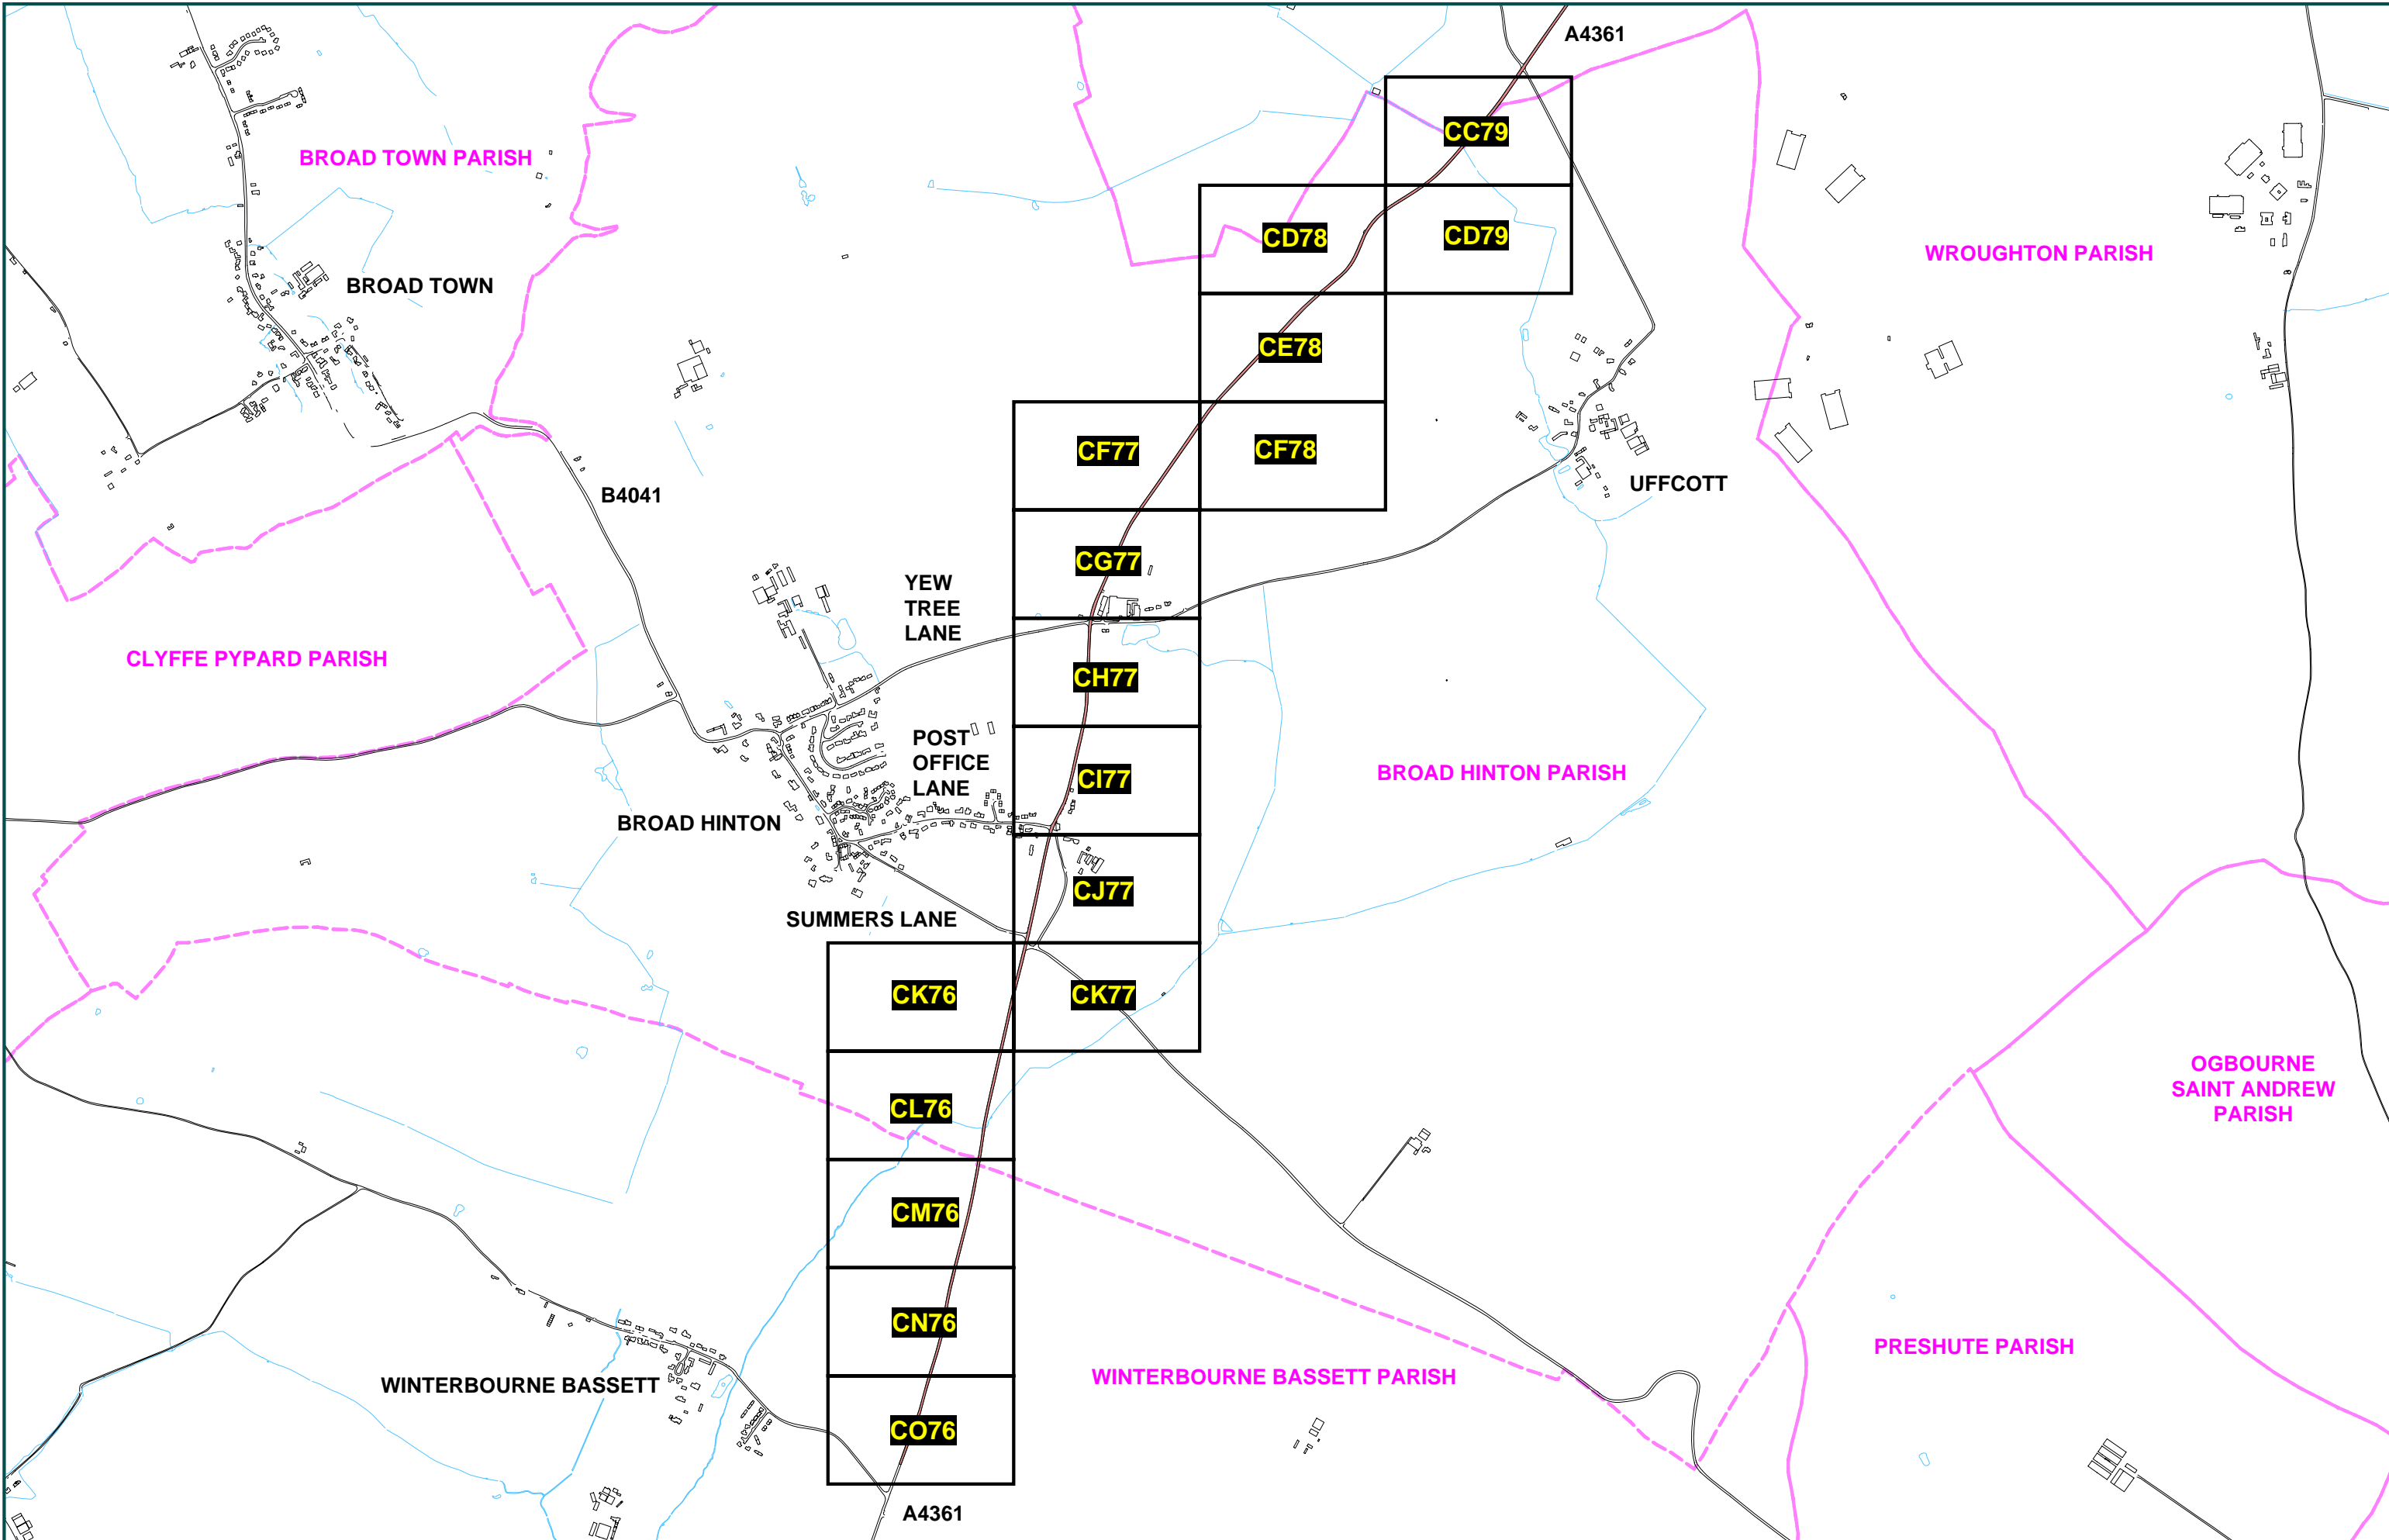 A4361
CC79
BROAD TOWN PARISH
CD78
CD79
WROUGHTON PARISH
BROAD TOWN
CE78
CF77
CF78
UFFCOTT
B4041
CG77
YEW
TREE
LANE
CLYFFE PYPARD PARISH
CH77
POST
OFFICE
LANE
CI77
BROAD HINTON PARISH
BROAD HINTON
CJ77
SUMMERS LANE
CK76
CK77
OGBOURNE
SAINT ANDREW
PARISH
CL76
CM76
CN76
PRESHUTE PARISH
WINTERBOURNE BASSETT
WINTERBOURNE BASSETT PARISH
CO76
A4361